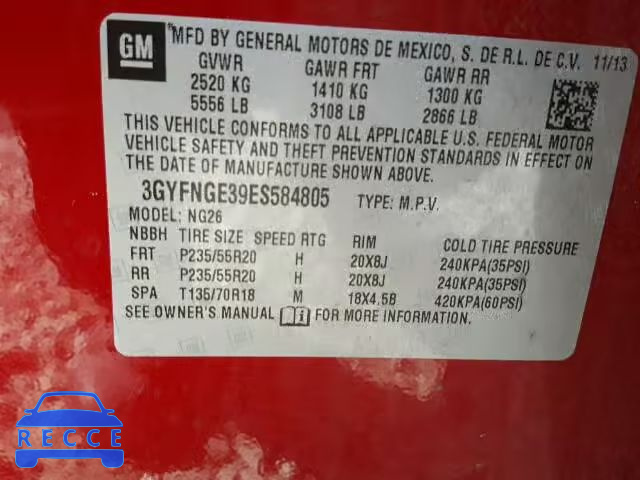 GM
MFD BY GENERAL MOTORS DE MEXICO, S. DE R.L. DE C.V. 11/13
GVWR GAWR FRT GAWR RR
2520 KG 1410 KG 1300 KG
5556 LB 3108 LB 2866 LB
THIS VEHICLE CONFORMS TO ALL APPLICABLE U.S. FEDERAL MOTOR
VEHICLE SAFETY AND THEFT PREVENTION STANDARDS IN EFFECT ON
THE DATE OF MANUFACTURE SHOWN ABOVE.
3GYFNGE39ES584805 TYPE: M.P.V.
MODEL: NG26
NBBH TIRE SIZE SPEED RTG RIM COLD TIRE PRESSURE
FRT P235/55R20 H 20X8J 240KPA(35PSI)
RR P235/55R20 H 20X8J 240KPA(35PSI)
SPA T135/70R18 M 18X4.5B 420KPA(60PSI)
SEE OWNER'S MANUAL FOR MORE INFORMATION.
RECCE